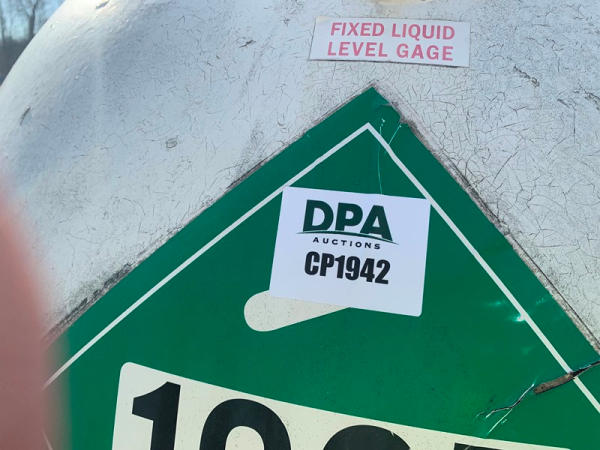 FIXED LIQUID
LEVEL GAGE
DPA
AUCTIONS
CP1942